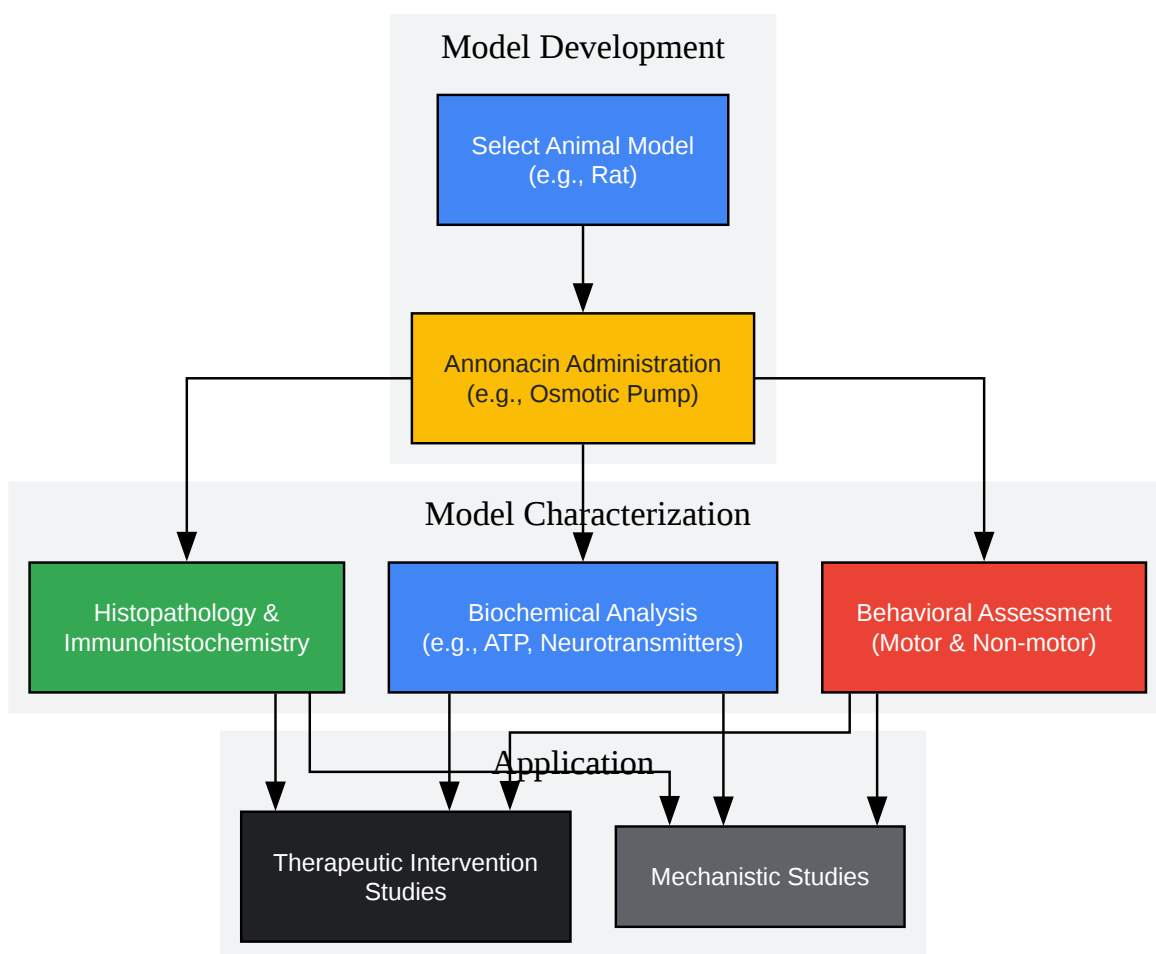 Model Development
Select Animal Model
(e.g., Rat)
Annonacin Administration
(e.g., Osmotic Pump)
Model Characterization
Histopathology &
Immunohistochemistry
Biochemical Analysis
(e.g., ATP, Neurotransmitters)
Behavioral Assessment
(Motor & Non-motor)
Application
Therapeutic Intervention
Studies
Mechanistic Studies